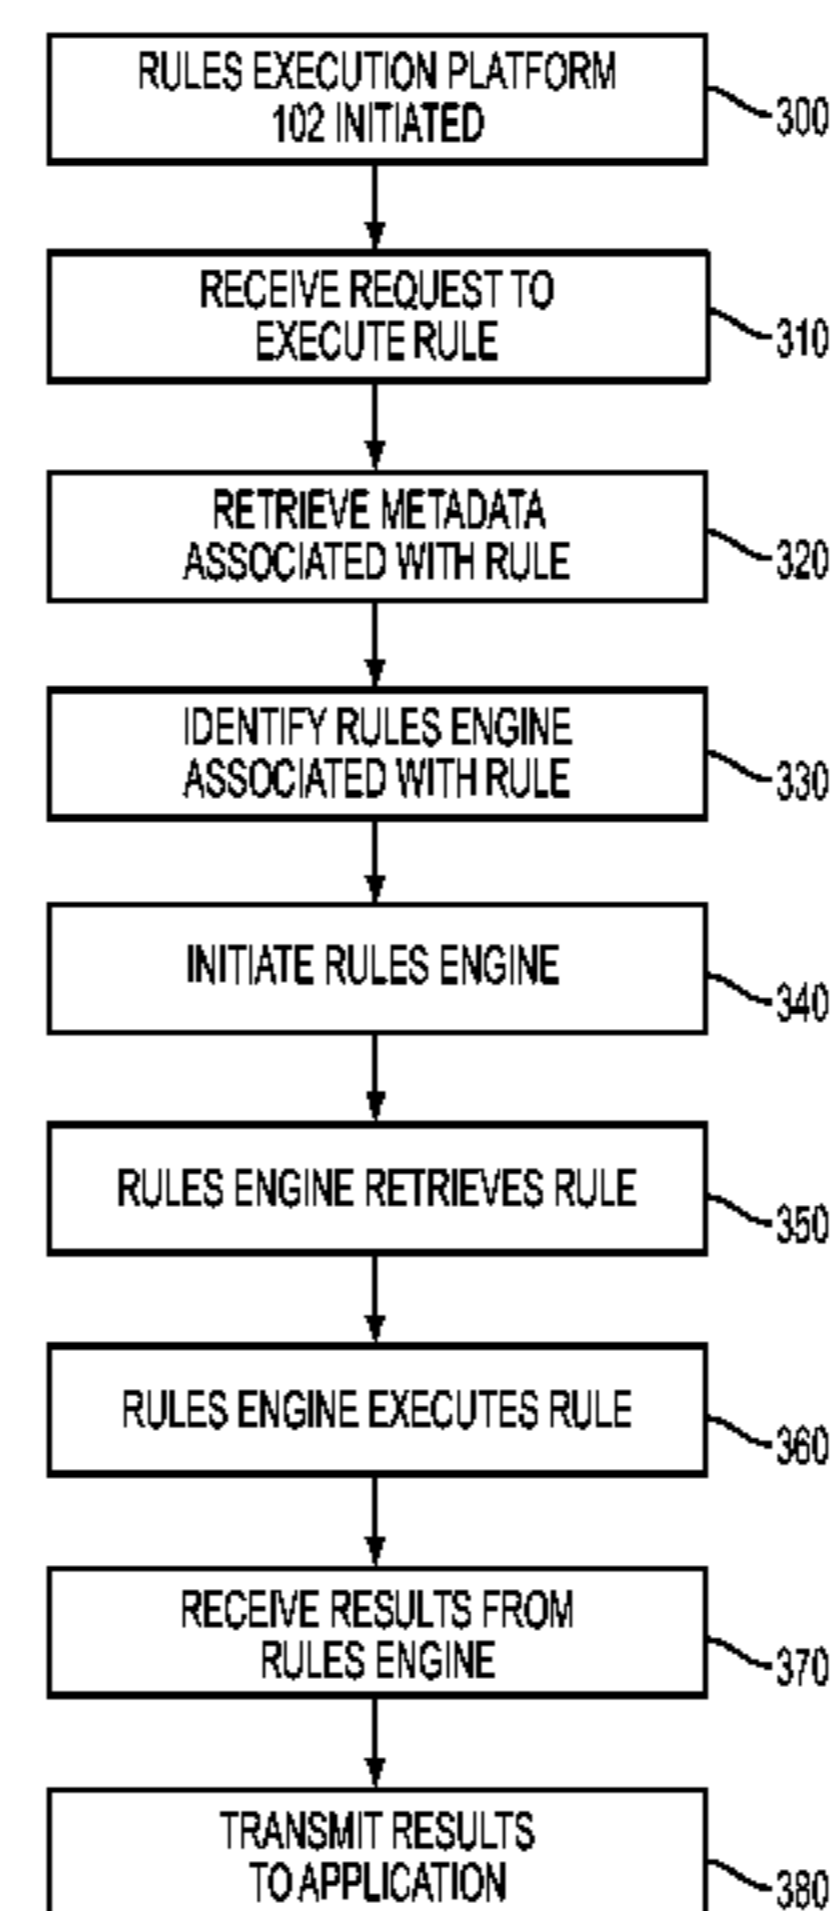 RULES EXECUTION PLATFORM
102 INITIATED
300
RECEIVE REQUEST TO
EXECUTE RULE
310
RETRIEVE METADATA
ASSOCIATED WITH RULE
320
IDENTIFY RULES ENGINE
ASSOCIATED WITH RULE
330
INITIATE RULES ENGINE
340
RULES ENGINE RETRIEVES RULE
350
RULES ENGINE EXECUTES RULE
360
RECEIVE RESULTS FROM
RULES ENGINE
370
TRANSMIT RESULTS
TO APPLICATION
380